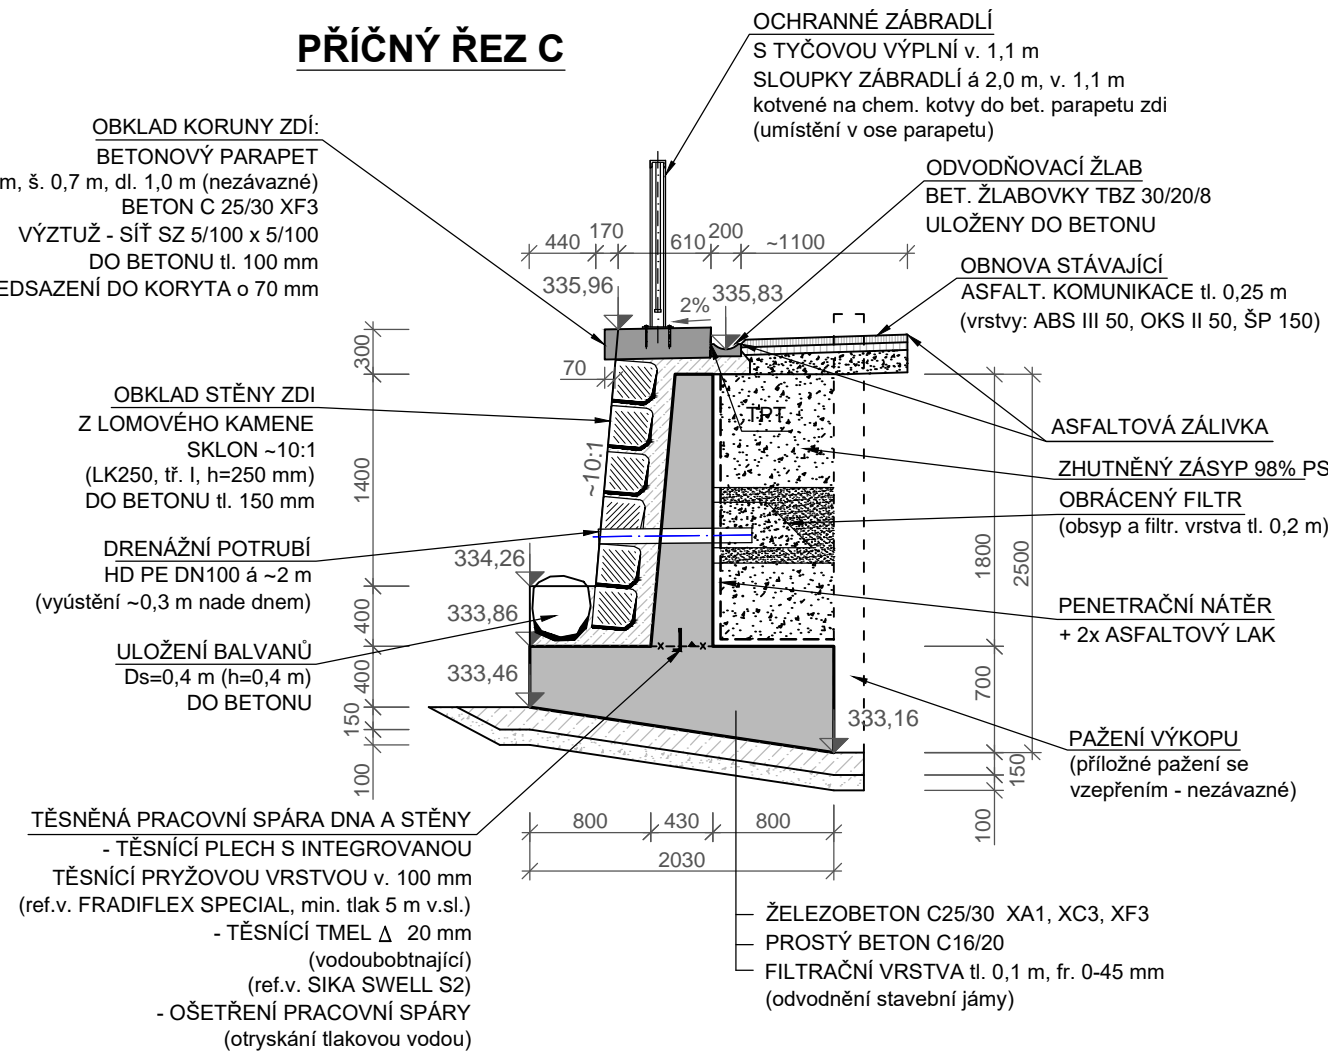 PŘÍČNÝ ŘEZ C
OCHRANNÉ ZÁBRADLÍ
S TYČOVOU VÝPLNÍ v. 1,1 m
SLOUPKY ZÁBRADLÍ á 2,0 m, v. 1,1 m
kotvené na chem. kotvy do bet. parapetu zdi
(umístění v ose parapetu)
OBKLAD KORUNY ZDÍ:
BETONOVÝ PARAPET
m, š. 0,7 m, dl. 1,0 m (nezávazné)
BETON C 25/30 XF3
VÝZTUŽ - SÍŤ SZ 5/100 x 5/100
DO BETONU tl. 100 mm
EDSAZENÍ DO KORYTA o 70 mm
ODVODŇOVACÍ ŽLAB
BET. ŽLABOVKY TBZ 30/20/8
ULOŽENY DO BETONU
OBNOVA STÁVAJÍCÍ
ASFALT. KOMUNIKACE tl. 0,25 m
(vrstvy: ABS III 50, OKS II 50, ŠP 150)
440
170
610
200
~1100
335,96
2%
335,83
300
70
1400
400
400
150
100
OBKLAD STĚNY ZDI
Z LOMOVÉHO KAMENE
SKLON ~10:1
(LK250, tř. I, h=250 mm)
DO BETONU tl. 150 mm
~10:1
TPT
ASFALTOVÁ ZÁLIVKA
ZHUTNĚNÝ ZÁSYP 98% PS
OBRÁCENÝ FILTR
(obsyp a filtr. vrstva tl. 0,2 m)
DRENÁŽNÍ POTRUBÍ
HD PE DN100 á ~2 m
(vyústění ~0,3 m nade dnem)
334,26
333,86
333,46
333,16
1800
2500
700
150
100
PENETRAČNÍ NÁTĚR
+ 2x ASFALTOVÝ LAK
ULOŽENÍ BALVANŮ
Ds=0,4 m (h=0,4 m)
DO BETONU
PAŽENÍ VÝKOPU
(příložné pažení se
vzepřením - nezávazné)
TĚSNĚNÁ PRACOVNÍ SPÁRA DNA A STĚNY
- TĚSNÍCÍ PLECH S INTEGROVANOU
TĚSNÍCÍ PRYŽOVOU VRSTVOU v. 100 mm
(ref.v. FRADIFLEX SPECIAL, min. tlak 5 m v.sl.)
- TĚSNÍCÍ TMEL Δ 20 mm
(vodoubobtnající)
(ref.v. SIKA SWELL S2)
- OŠETŘENÍ PRACOVNÍ SPÁRY
(otryskání tlakovou vodou)
800
430
800
2030
ŽELEZOBETON C25/30 XA1, XC3, XF3
PROSTÝ BETON C16/20
FILTRAČNÍ VRSTVA tl. 0,1 m, fr. 0-45 mm
(odvodnění stavební jámy)